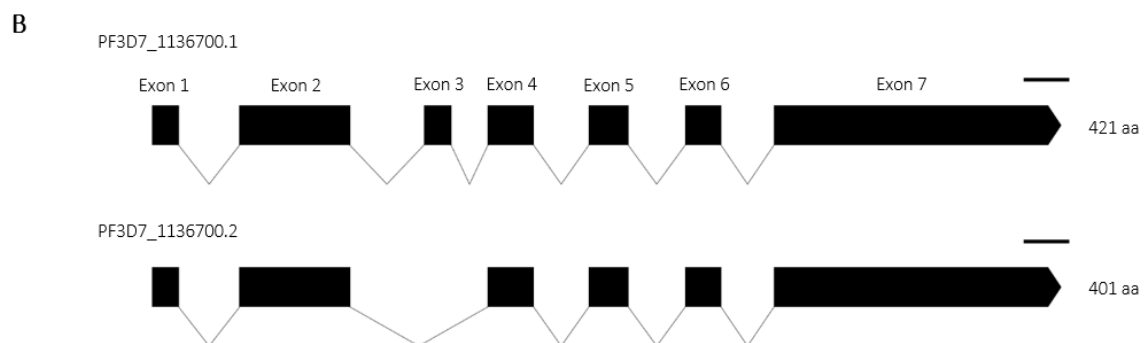 B
PF3D7_1136700.1
Exon 1 Exon 2 Exon 3 Exon 4 Exon 5 Exon 6 Exon 7
421 aa
PF3D7_1136700.2
401 aa